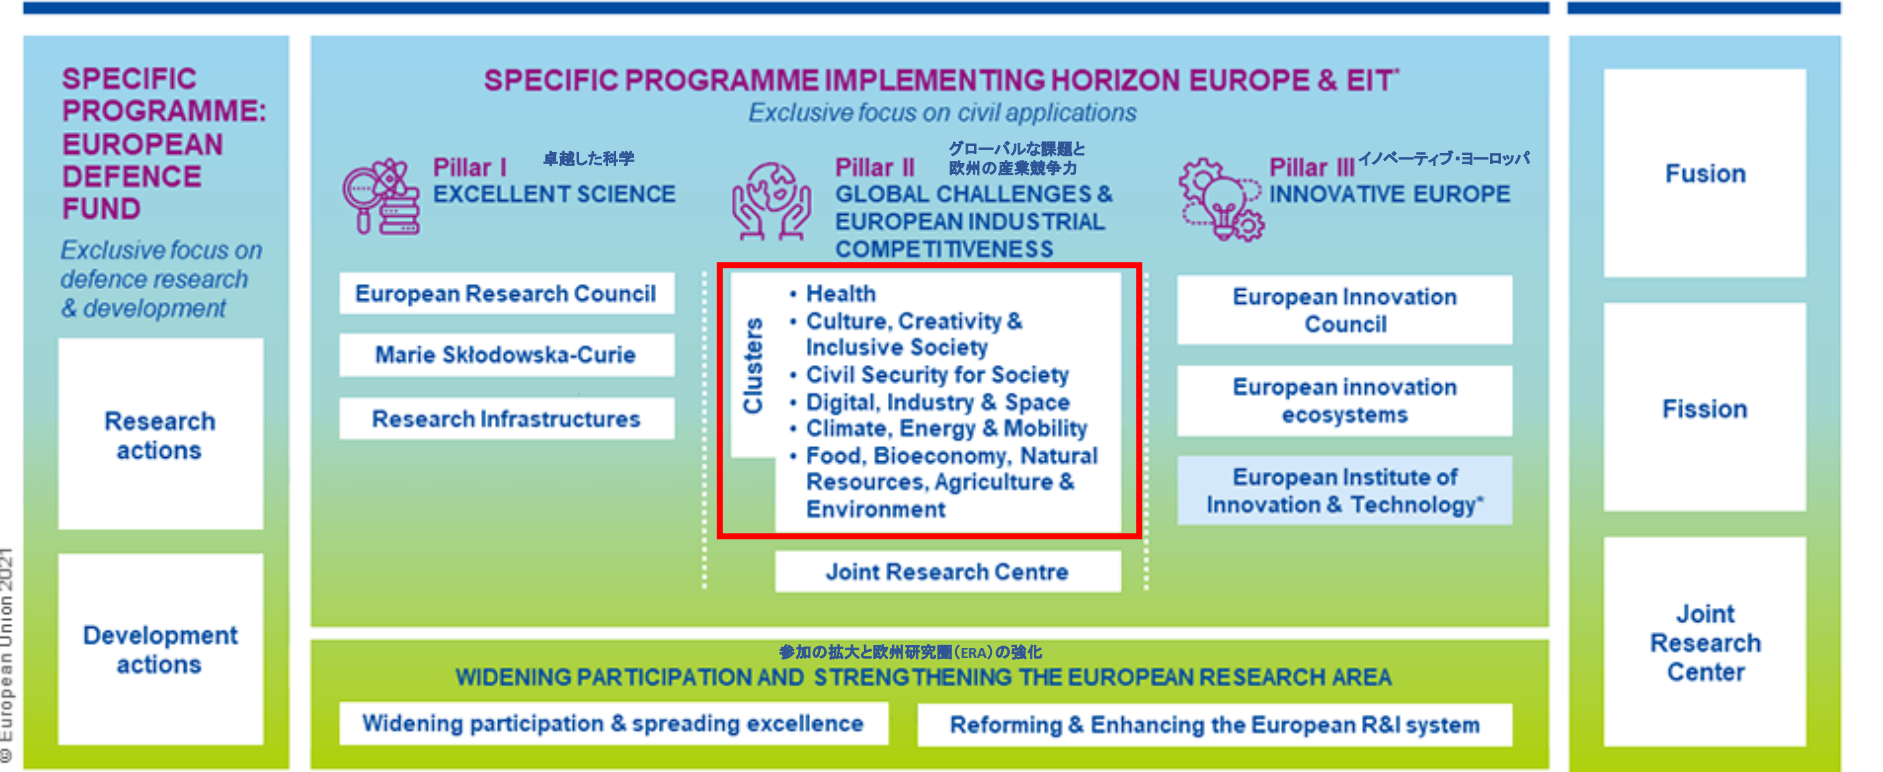 SPECIFIC
PROGRAMME:
EUROPEAN
DEFENCE
FUND
Exclusive focus on
defence research
& development
Research
actions
Development
actions
SPECIFIC PROGRAMME IMPLEMENTING HORIZON EUROPE & EIT*
Exclusive focus on civil applications
Pillar I 卓越した科学
EXCELLENT SCIENCE
European Research Council
Marie Skłodowska-Curie
Research Infrastructures
グローバルな課題と
Pillar II 欧州の産業競争力
GLOBAL CHALLENGES &
EUROPEAN INDUSTRIAL
COMPETITIVENESS
Clusters
• Health
• Culture, Creativity &
Inclusive Society
• Civil Security for Society
• Digital, Industry & Space
• Climate, Energy & Mobility
• Food, Bioeconomy, Natural
Resources, Agriculture &
Environment
Joint Research Centre
Pillar III イノベーティブ・ヨーロッパ
INNOVATIVE EUROPE
European Innovation
Council
European innovation
ecosystems
European Institute of
Innovation & Technology*
参加の拡大と欧州研究圏（ERA）の強化
WIDENING PARTICIPATION AND STRENGTHENING THE EUROPEAN RESEARCH AREA
Widening participation & spreading excellence
Reforming & Enhancing the European R&I system
Fusion
Fission
Joint
Research
Center
© European Union 2021